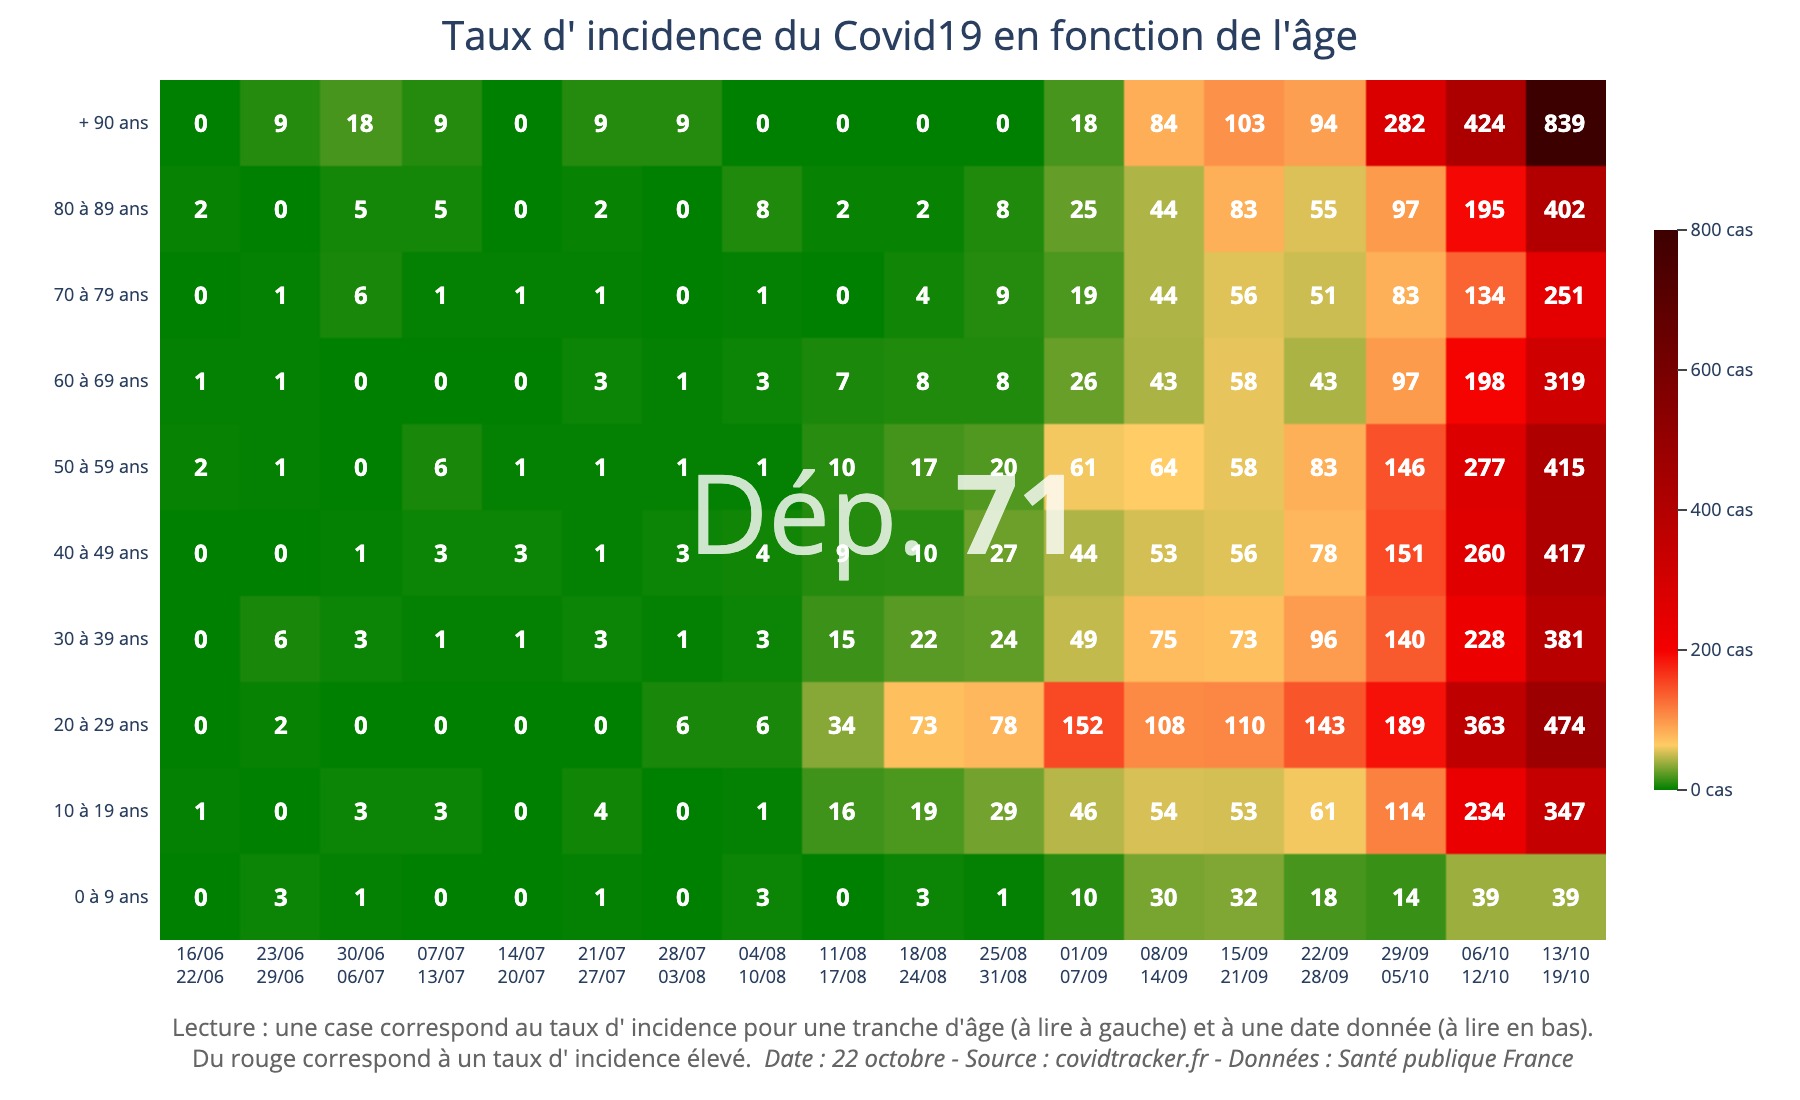 Taux d' incidence du Covid19 en fonction de l'âge
+ 90 ans 0 9 18 9 0 9 9 0 0 0 0 18 84 103 94 282 424 839
80 à 89 ans 2 0 5 5 0 2 0 8 2 2 8 25 44 83 55 97 195 402
70 à 79 ans 0 1 6 1 1 1 0 1 0 4 9 19 44 56 51 83 134 251
60 à 69 ans 1 1 0 0 0 3 1 3 7 8 8 26 43 58 43 97 198 319
50 à 59 ans 2 1 0 6 1 1 1 1 10 17 20 61 64 58 83 146 277 415
Dép. 71
40 à 49 ans 0 0 1 3 3 1 3 4 9 10 27 44 53 56 78 151 260 417
30 à 39 ans 0 6 3 1 1 3 1 3 15 22 24 49 75 73 96 140 228 381
20 à 29 ans 0 2 0 0 0 0 6 6 34 73 78 152 108 110 143 189 363 474
10 à 19 ans 1 0 3 3 0 4 0 1 16 19 29 46 54 53 61 114 234 347
0 à 9 ans 0 3 1 0 0 1 0 3 0 3 1 10 30 32 18 14 39 39
16/06 23/06 30/06 07/07 14/07 21/07 28/07 04/08 11/08 18/08 25/08 01/09 08/09 15/09 22/09 29/09 06/10 13/10
22/06 29/06 06/07 13/07 20/07 27/07 03/08 10/08 17/08 24/08 31/08 07/09 14/09 21/09 28/09 05/10 12/10 19/10
800 cas
600 cas
400 cas
200 cas
0 cas
Lecture : une case correspond au taux d' incidence pour une tranche d'âge (à lire à gauche) et à une date donnée (à lire en bas).
Du rouge correspond à un taux d' incidence élevé. Date : 22 octobre - Source : covidtracker.fr - Données : Santé publique France